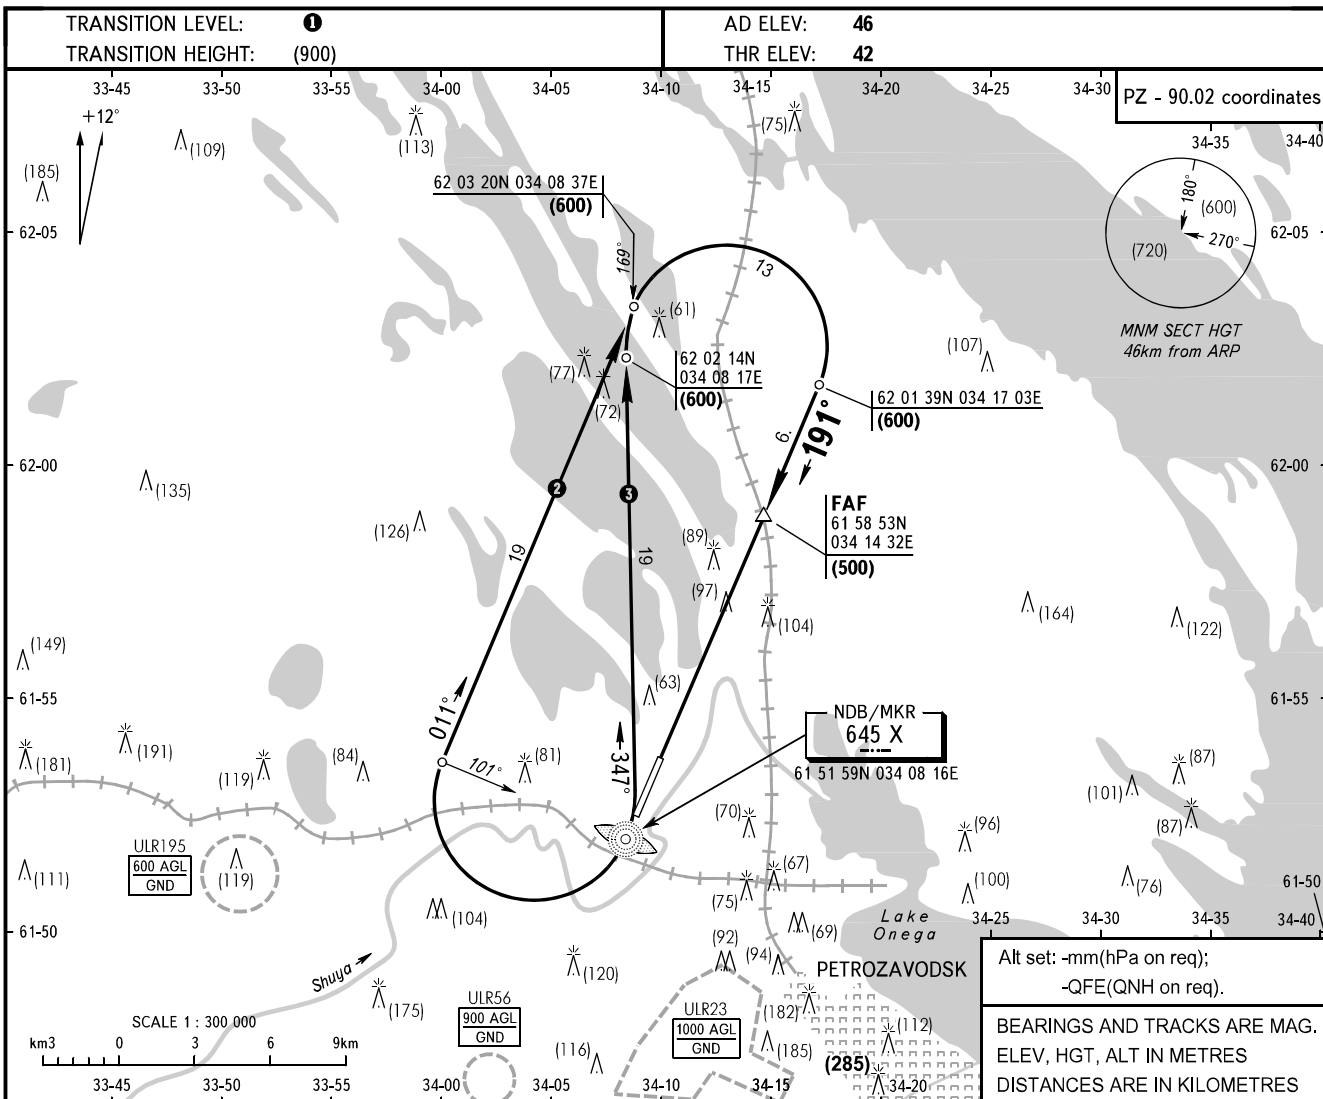 TRANSITION LEVEL: 1
TRANSITION HEIGHT: (900)
AD ELEV: 46
THR ELEV: 42
33-45 33-50 33-55 34-00 34-05 34-10 34-15 34-20 34-25 34-30
PZ - 90.02 coordinates
34-35 34-40
+12°
(109)
(113)
(75)
(185)
62 03 20N 034 08 37E
(600)
180°
(600)
270°
(720)
62-05
62-05
169°
13
(61)
MNM SECT HGT
46km from ARP
(107)
62 02 14N
034 08 17E
(600)
(77)
(72)
62 01 39N 034 17 03E
(600)
6.
191°
62-00
62-00
(135)
2
3
(126)
FAF
61 58 53N
034 14 32E
(500)
19
19
(89)
(97)
(104)
(164)
(122)
(149)
(63)
61-55
61-55
011°
NDB/MKR
645 X
61 51 59N 034 08 16E
(181)
(191)
(119)
(84)
101°
(81)
347°
(87)
(101)
(87)
(70)
(96)
ULR195
600 AGL
GND
(119)
(111)
(67)
(75)
(100)
(76)
61-50
34-25 34-30 34-35 34-40
61-50
(104)
(69)
Lake
Onega
(92)
(94)
PETROZAVODSK
Shuya
(120)
(175)
ULR56
900 AGL
GND
ULR23
1000 AGL
GND
(182)
(112)
(185)
(116)
(285)
SCALE 1 : 300 000
km3 0 3 6 9km
33-45 33-50 33-55 34-00 34-05 34-10 34-15 34-20
Alt set: -mm(hPa on req);
-QFE(QNH on req).
BEARINGS AND TRACKS ARE MAG.
ELEV, HGT, ALT IN METRES
DISTANCES ARE IN KILOMETRES